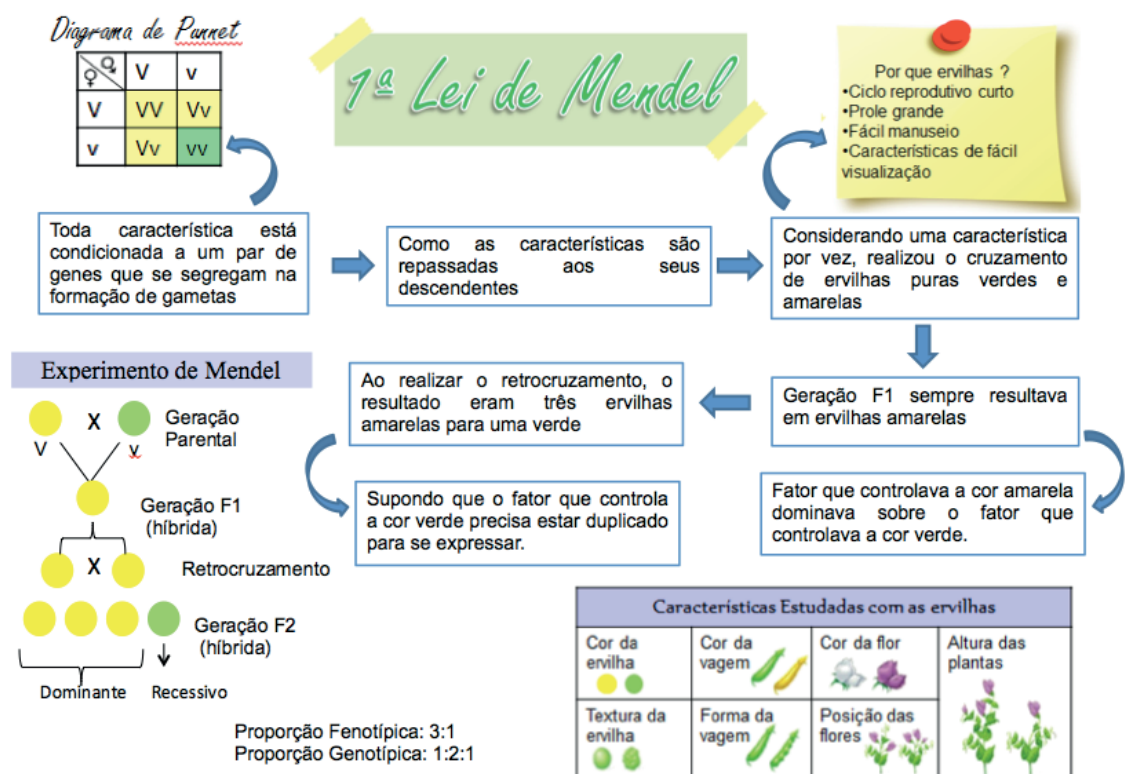 Diagrama de Punnet
♀ ♂ V v
V VV Vv
v Vv vv
1ª Lei de Mendel
Por que ervilhas ?
•Ciclo reprodutivo curto
•Prole grande
•Fácil manuseio
•Características de fácil
visualização
Toda característica está
condicionada a um par de
genes que se segregam na
formação de gametas
Como as características são
repassadas aos seus
descendentes
Considerando uma característica
por vez, realizou o cruzamento
de ervilhas puras verdes e
amarelas
Geração F1 sempre resultava
em ervilhas amarelas
Fator que controlava a cor amarela
dominava sobre o fator que
controlava a cor verde.
Ao realizar o retrocruzamento, o
resultado eram três ervilhas
amarelas para uma verde
Supondo que o fator que controla
a cor verde precisa estar duplicado
para se expressar.
Experimento de Mendel
X
Geração
Parental
V v
Geração F1
(híbrida)
X
Retrocruzamento
Geração F2
(híbrida)
Dominante Recessivo
Proporção Fenotípica: 3:1
Proporção Genotípica: 1:2:1
Características Estudadas com as ervilhas
Cor da
ervilha
Cor da
vagem
Cor da flor
Altura das
plantas
Textura da
ervilha
Forma da
vagem
Posição das
flores